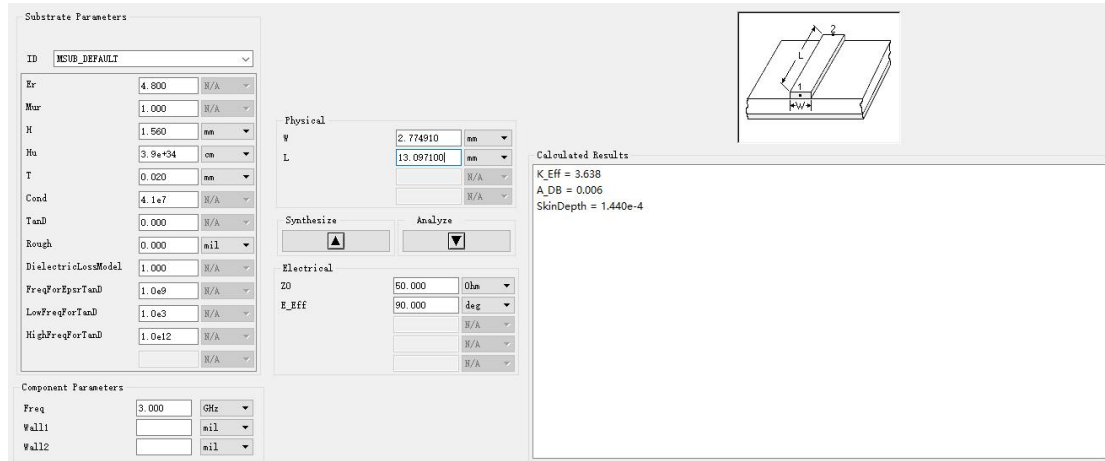 Substrate Parameters
ID MSUB_DEFAULT
Er 4.800 N/A
Mur 1.000 N/A
H 1.560 mm
Hu 3.9e+34 cm
T 0.020 mm
Cond 4.1e7 N/A
TanD 0.000 N/A
Rough 0.000 mil
DielectricLossModel 1.000 N/A
FreqForEpsrTanD 1.0e9 N/A
LowFreqForTanD 1.0e3 N/A
HighFreqForTanD 1.0e12 N/A
N/A
Component Parameters
Freq 3.000 GHz
Wall1 mil
Wall2 mil
Physical
W 2.774910 mm
L 13.097100 mm
N/A
N/A
Synthesize Analyze
Electrical
Z0 50.000 Ohm
E_Eff 90.000 deg
N/A
N/A
N/A
2
L
1
W
Calculated Results
K_Eff = 3.638
A_DB = 0.006
SkinDepth = 1.440e-4